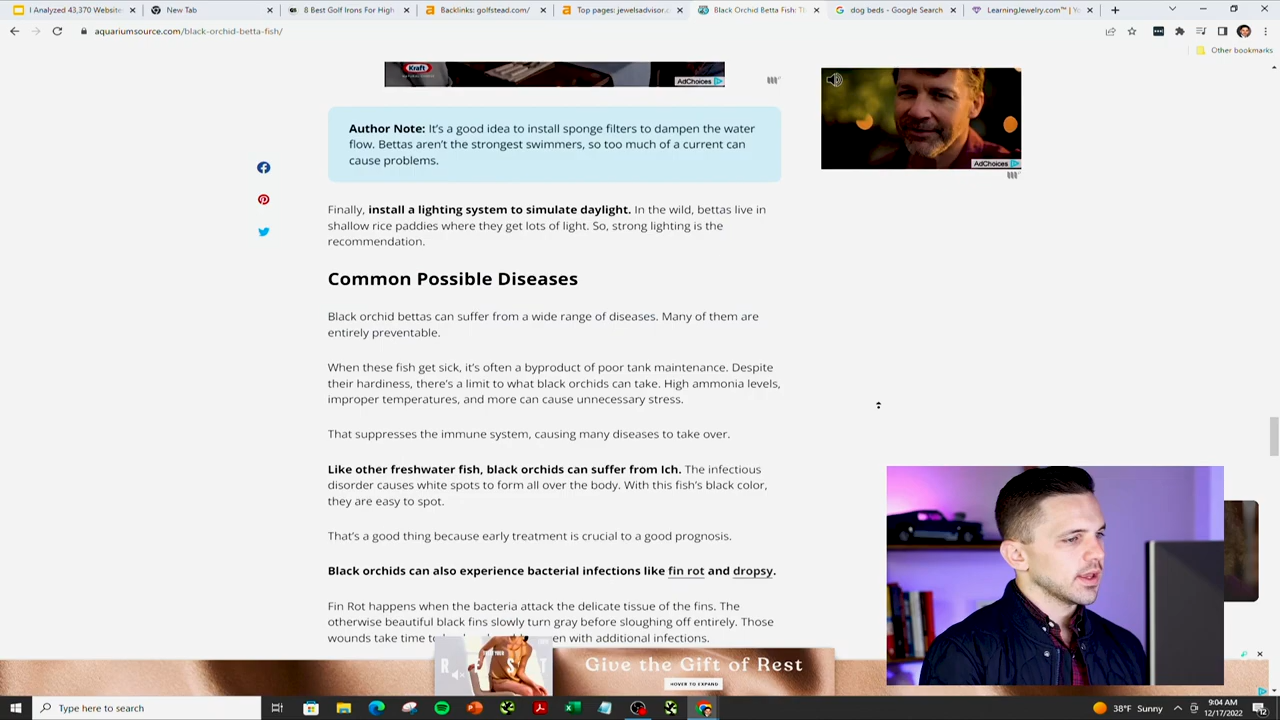 I Analyzed 43,370 Website
New Tab
8 Best Golf Irons For High
Backlinks: golfstead.com/
Top pages: jewelsadvisor.
Black Orchid Betta Fish: Th
dog beds - Google Search
LearningJewelry.com™ | Yo
aquariumsource.com/black-orchid-betta-fish/
Other bookmarks
Kraft
AdChoices
AdChoices
Author Note: It's a good idea to install sponge filters to dampen the water
flow. Bettas aren't the strongest swimmers, so too much of a current can
cause problems.
Finally, install a lighting system to simulate daylight. In the wild, bettas live in
shallow rice paddies where they get lots of light. So, strong lighting is the
recommendation.
Common Possible Diseases
Black orchid bettas can suffer from a wide range of diseases. Many of them are
entirely preventable.
When these fish get sick, it's often a byproduct of poor tank maintenance. Despite
their hardiness, there's a limit to what black orchids can take. High ammonia levels,
improper temperatures, and more can cause unnecessary stress.
That suppresses the immune system, causing many diseases to take over.
Like other freshwater fish, black orchids can suffer from Ich. The infectious
disorder causes white spots to form all over the body. With this fish's black color,
they are easy to spot.
That's a good thing because early treatment is crucial to a good prognosis.
Black orchids can also experience bacterial infections like fin rot and dropsy.
Fin Rot happens when the bacteria attack the delicate tissue of the fins. The
otherwise beautiful black fins slowly turn gray before sloughing off entirely. Those
wounds take time to with additional infections.
REST
Give the Gift of Rest
HOVER TO EXPAND
Type here to search
38°F Sunny
9:04 AM
12/17/2022